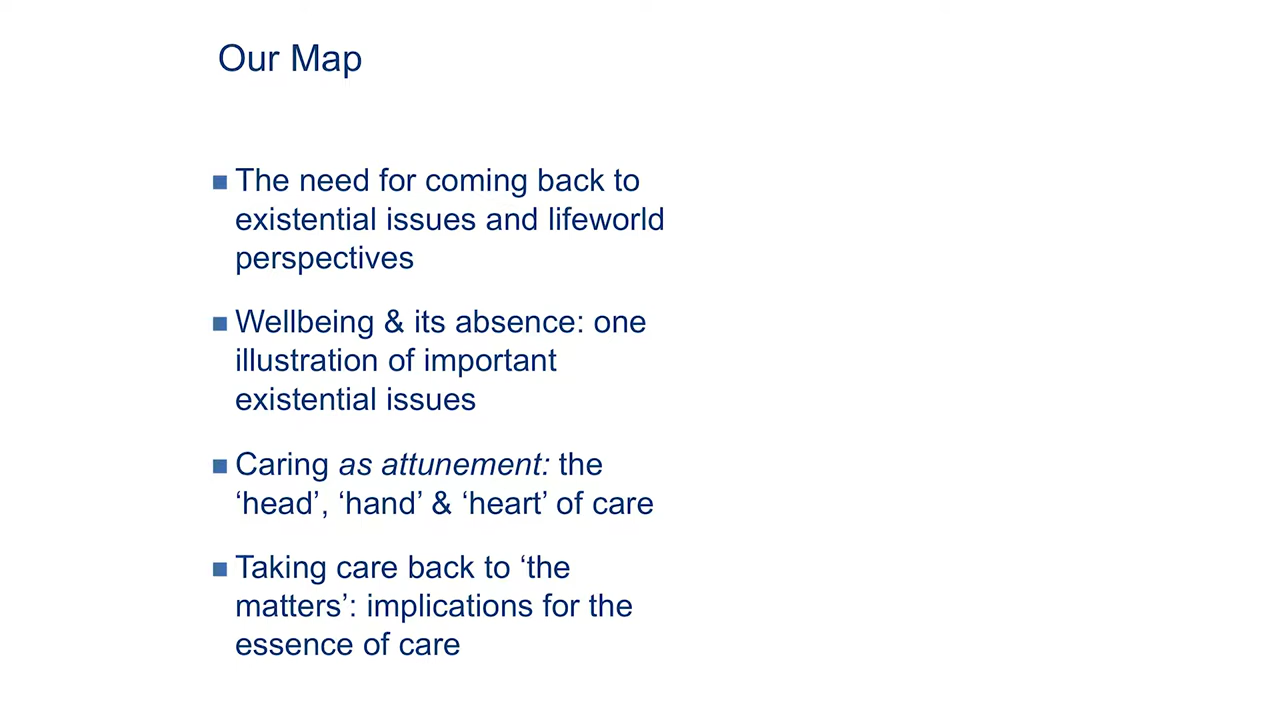 Our Map
The need for coming back to
existential issues and lifeworld
perspectives
Wellbeing & its absence: one
illustration of important
existential issues
Caring as attunement: the
‘head’, ‘hand’ & ‘heart’ of care
Taking care back to ‘the
matters’: implications for the
essence of care